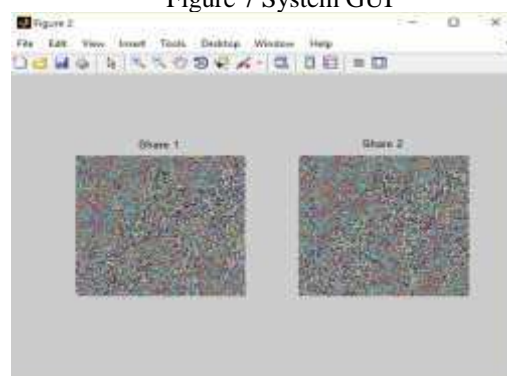 Figure 7 System GUI
Figure 2
File Edit View Insert Tools Desktop Window Help
Share 1 Share 2